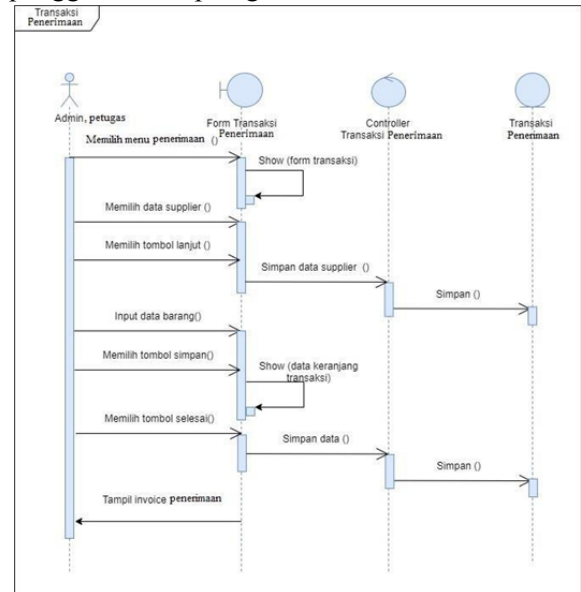 Transaksi
Penerimaan
Admin, petugas
Form Transaksi
Penerimaan
Controller
Transaksi Penerimaan
Transaksi
Penerimaan
Memilih menu penerimaan ()
Show (form transaksi)
Memilih data supplier ()
Memilih tombol lanjut ()
Simpan data supplier ()
Simpan ()
Input data barang()
Memilih tombol simpan()
Show (data keranjang
transaksi)
Memilih tombol selesai()
Simpan data ()
Simpan ()
Tampil invoice penerimaan